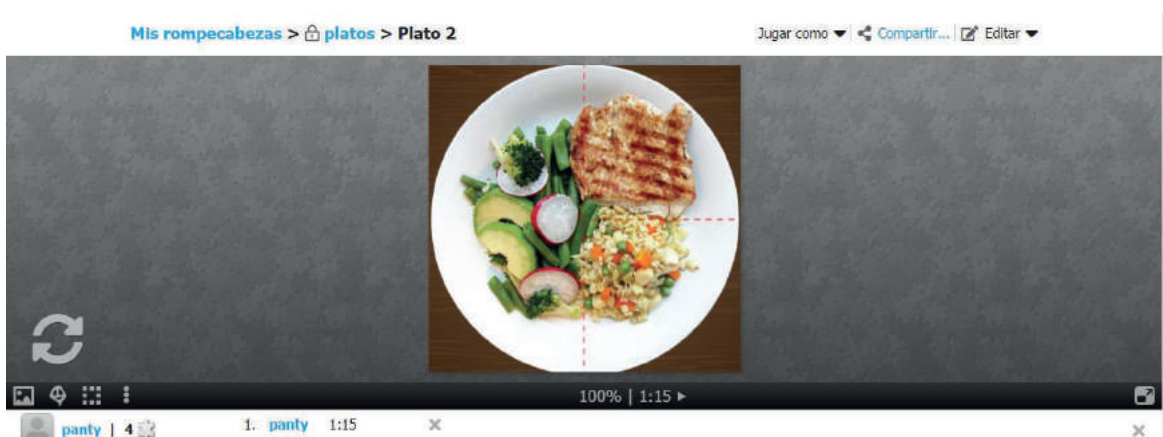 Mis rompecabezas > platos > Plato 2
Jugar como Compartir... Editar
100% | 1:15
panty | 4
1. panty 1:15